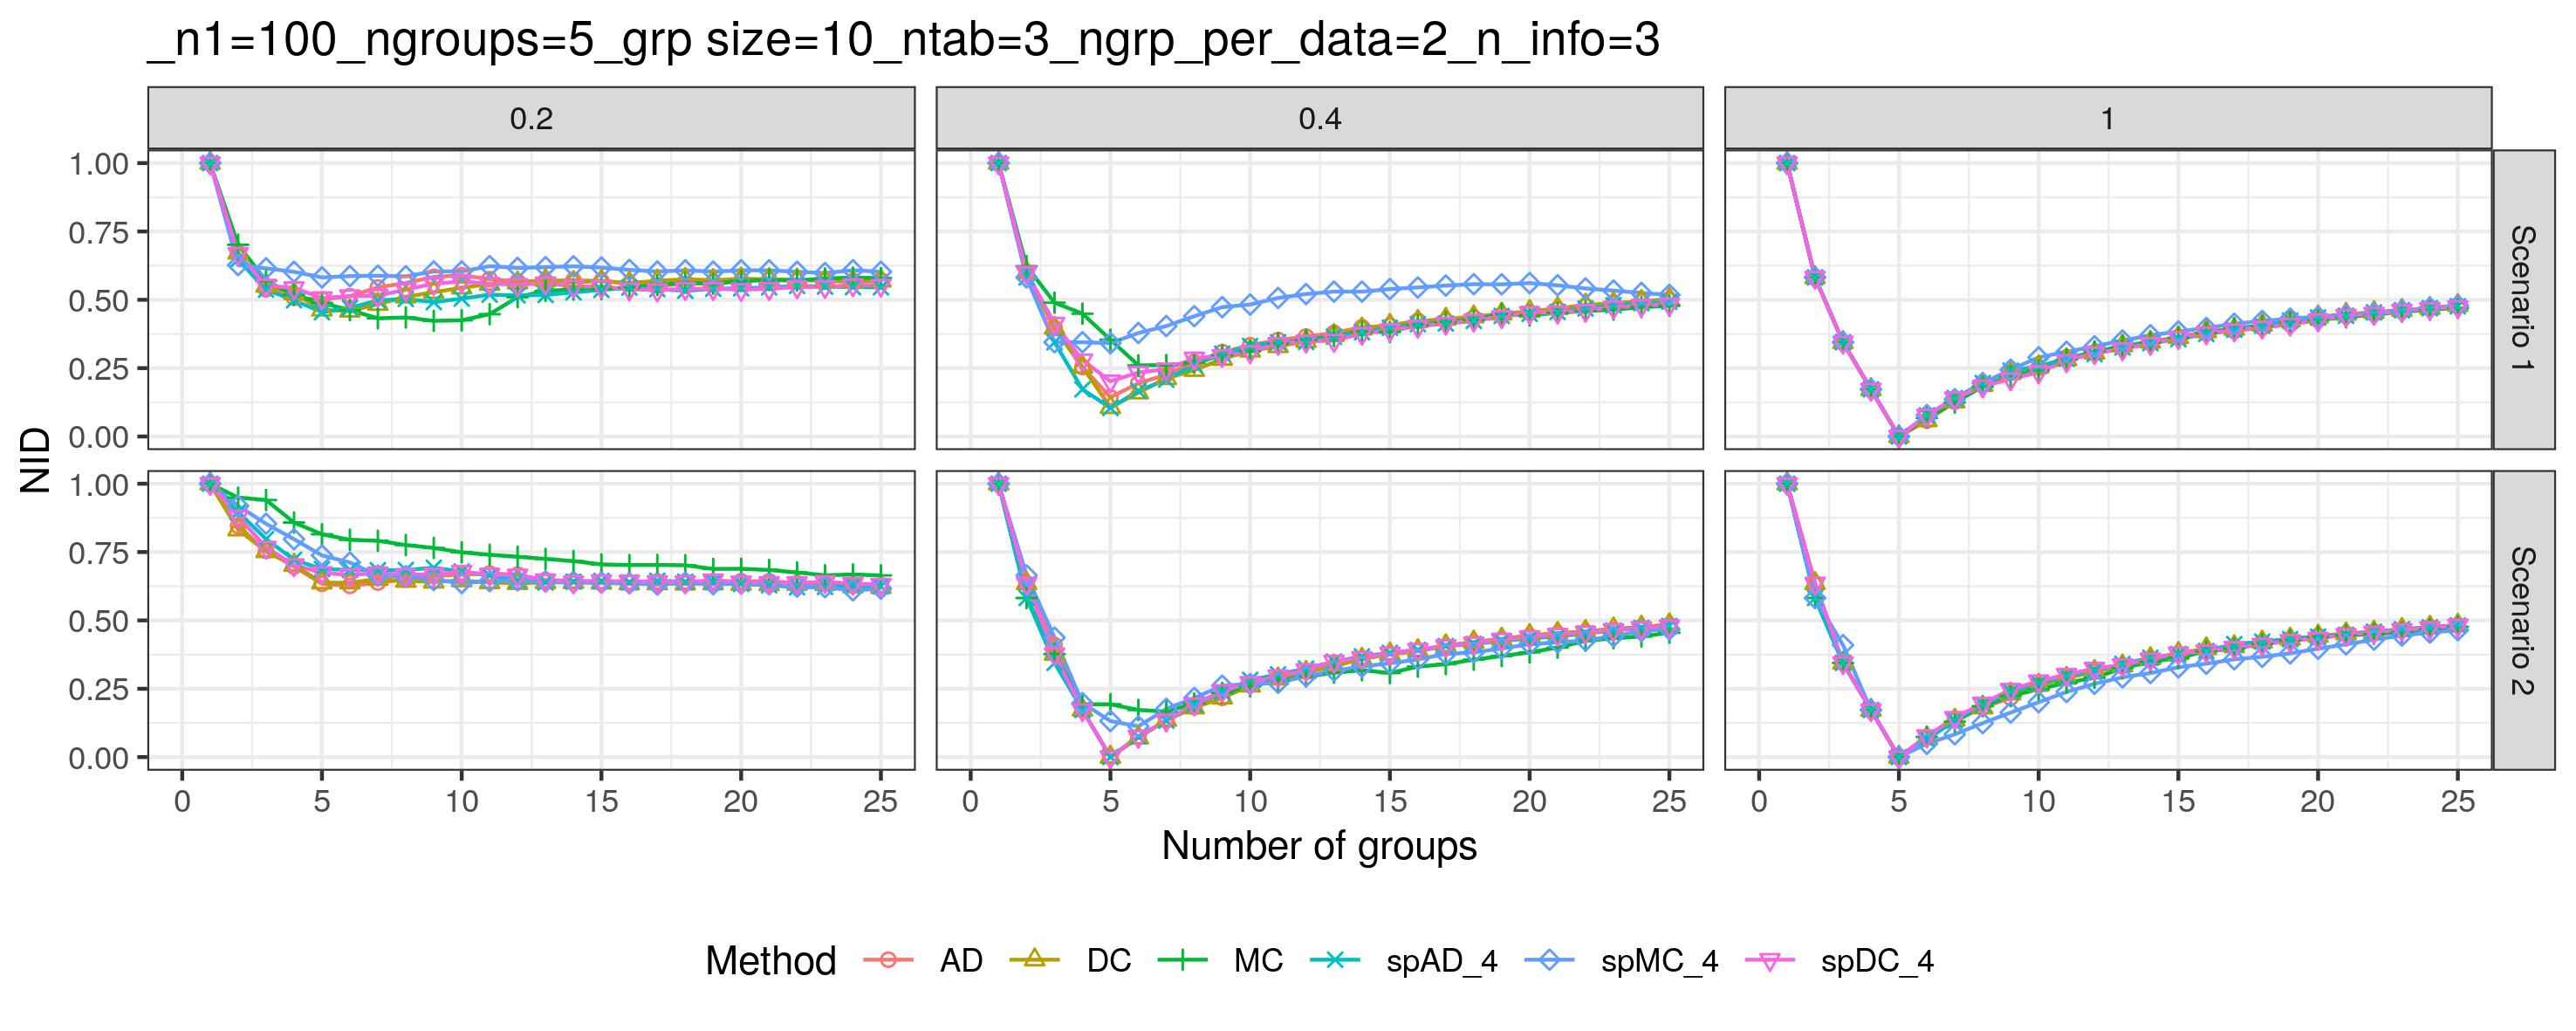 _n1=100_ngroups=5_grp size=10_ntab=3_ngrp_per_data=2_n_info=3
0.2 0.4 1
1.00
0.75
0.50
0.25
0.00
Scenario 1
NID
1.00
0.75
0.50
0.25
0.00
Scenario 2
0 5 10 15 20 25 0 5 10 15 20 25 0 5 10 15 20 25
Number of groups
Method AD DC MC spAD_4 spMC_4 spDC_4